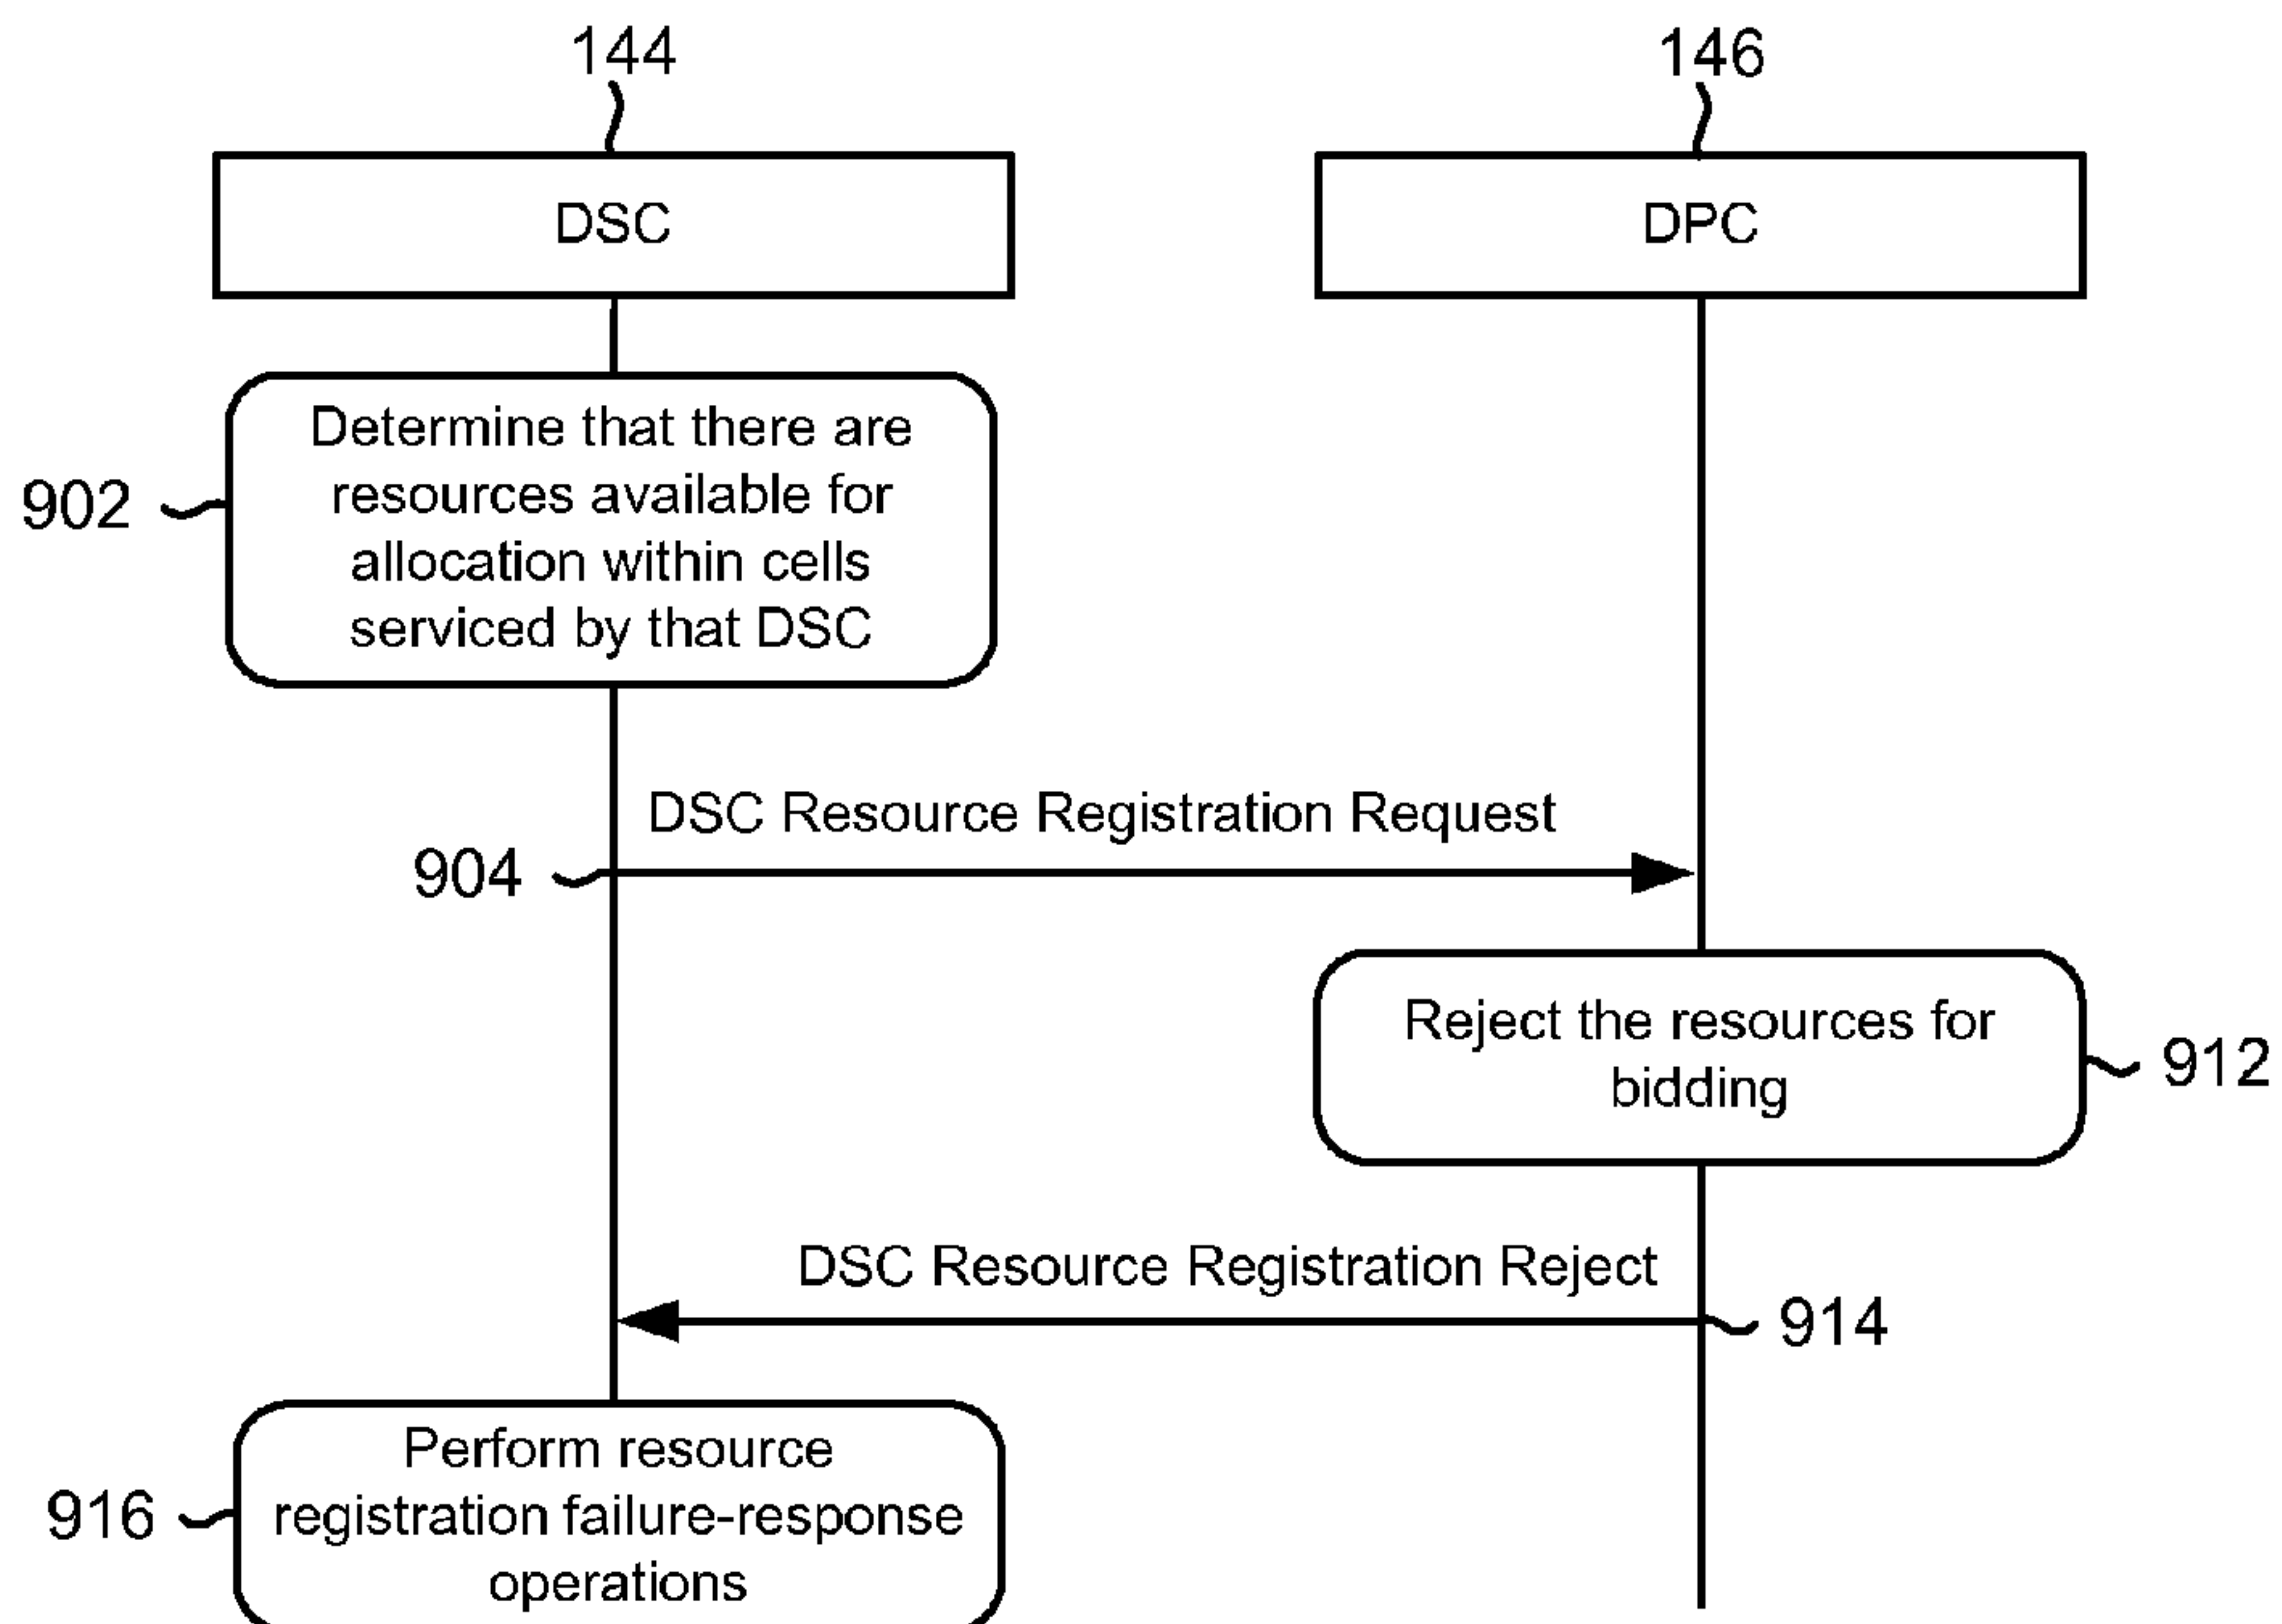 144
146
DSC
DPC
Determine that there are
resources available for
allocation within cells
serviced by that DSC
902
DSC Resource Registration Request
904
Reject the resources for
bidding
912
DSC Resource Registration Reject
914
Perform resource
registration failure-response
operations
916